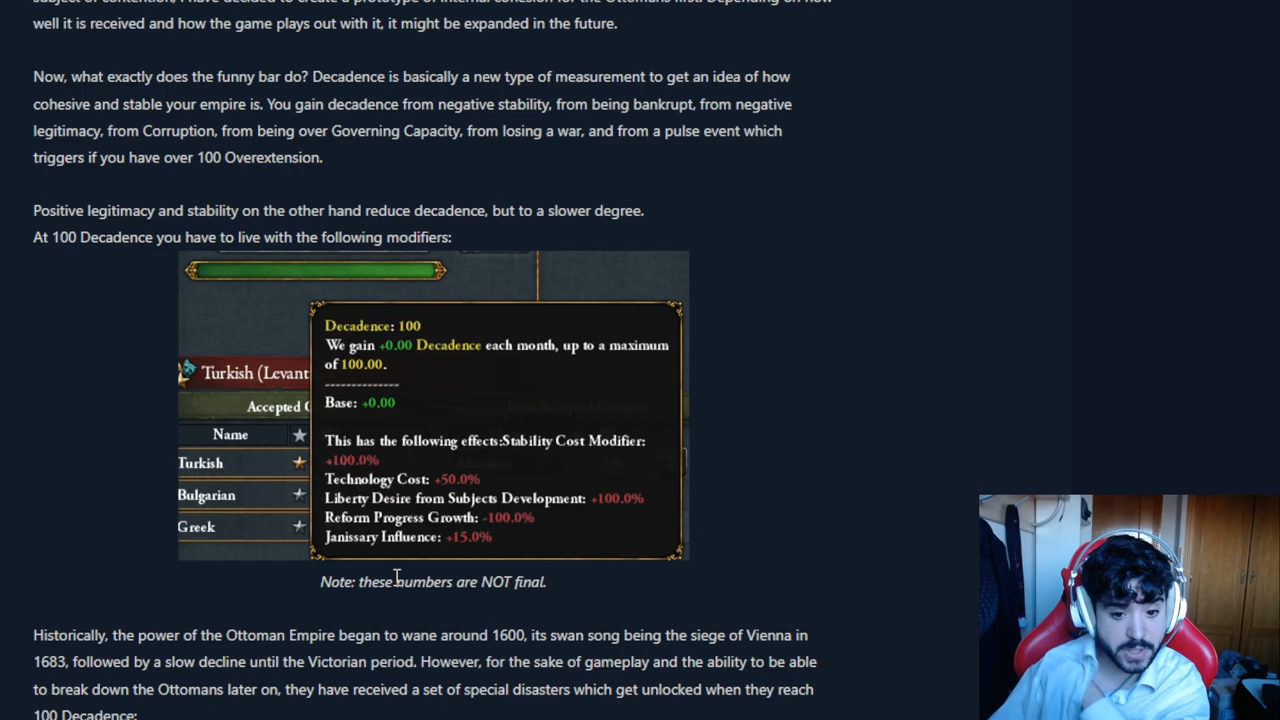 subject of contention, I have decided to create a prototype of internal cohesion for the Ottomans first. Depending on how
well it is received and how the game plays out with it, it might be expanded in the future.
Now, what exactly does the funny bar do? Decadence is basically a new type of measurement to get an idea of how
cohesive and stable your empire is. You gain decadence from negative stability, from being bankrupt, from negative
legitimacy, from Corruption, from being over Governing Capacity, from losing a war, and from a pulse event which
triggers if you have over 100 Overextension.
Positive legitimacy and stability on the other hand reduce decadence, but to a slower degree.
At 100 Decadence you have to live with the following modifiers:
Decadence: 100
We gain +0.00 Decadence each month, up to a maximum
of 100.00.
--------------
Base: +0.00
This has the following effects:Stability Cost Modifier:
+100.0%
Technology Cost: +50.0%
Liberty Desire from Subjects Development: +100.0%
Reform Progress Growth: -100.0%
Janissary Influence: +15.0%
Turkish (Levant
Accepted C
Name
Turkish
Bulgarian
Greek
Note: these numbers are NOT final.
Historically, the power of the Ottoman Empire began to wane around 1600, its swan song being the siege of Vienna in
1683, followed by a slow decline until the Victorian period. However, for the sake of gameplay and the ability to be able
to break down the Ottomans later on, they have received a set of special disasters which get unlocked when they reach
100 Decadence: